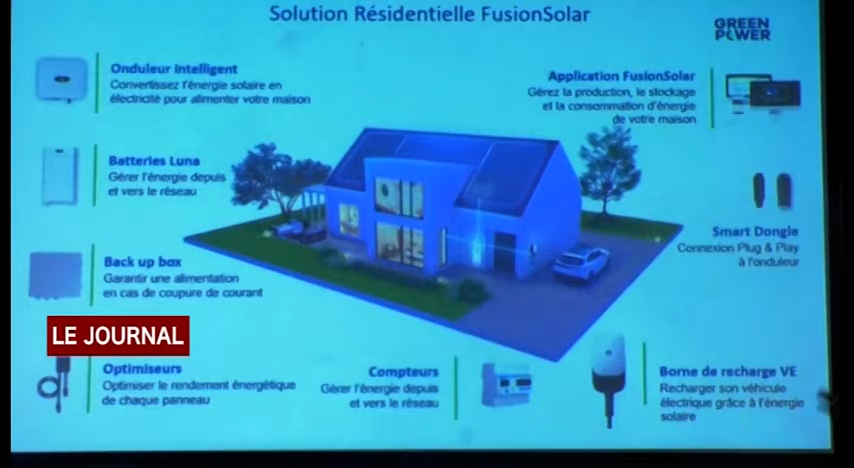 Solution Résidentielle FusionSolar
GREEN
POWER
Onduleur intelligent
Convertissez l'énergie solaire en
électricité pour alimenter votre maison
Application FusionSolar
Gérez la production, le stockage
et la consommation d'énergie
de votre maison
Batteries Luna
Gérer l'énergie depuis
et vers le réseau
Smart Dongle
Connexion Plug & Play
à l'onduleur
Back up box
Garantir une alimentation
en cas de coupure de courant
LE JOURNAL
Optimiseurs
Optimiser le rendement énergétique
de chaque panneau
Compteurs
Gérer l'énergie depuis
et vers le réseau
Borne de recharge VE
Recharger son véhicule
électrique grâce à l'énergie
solaire